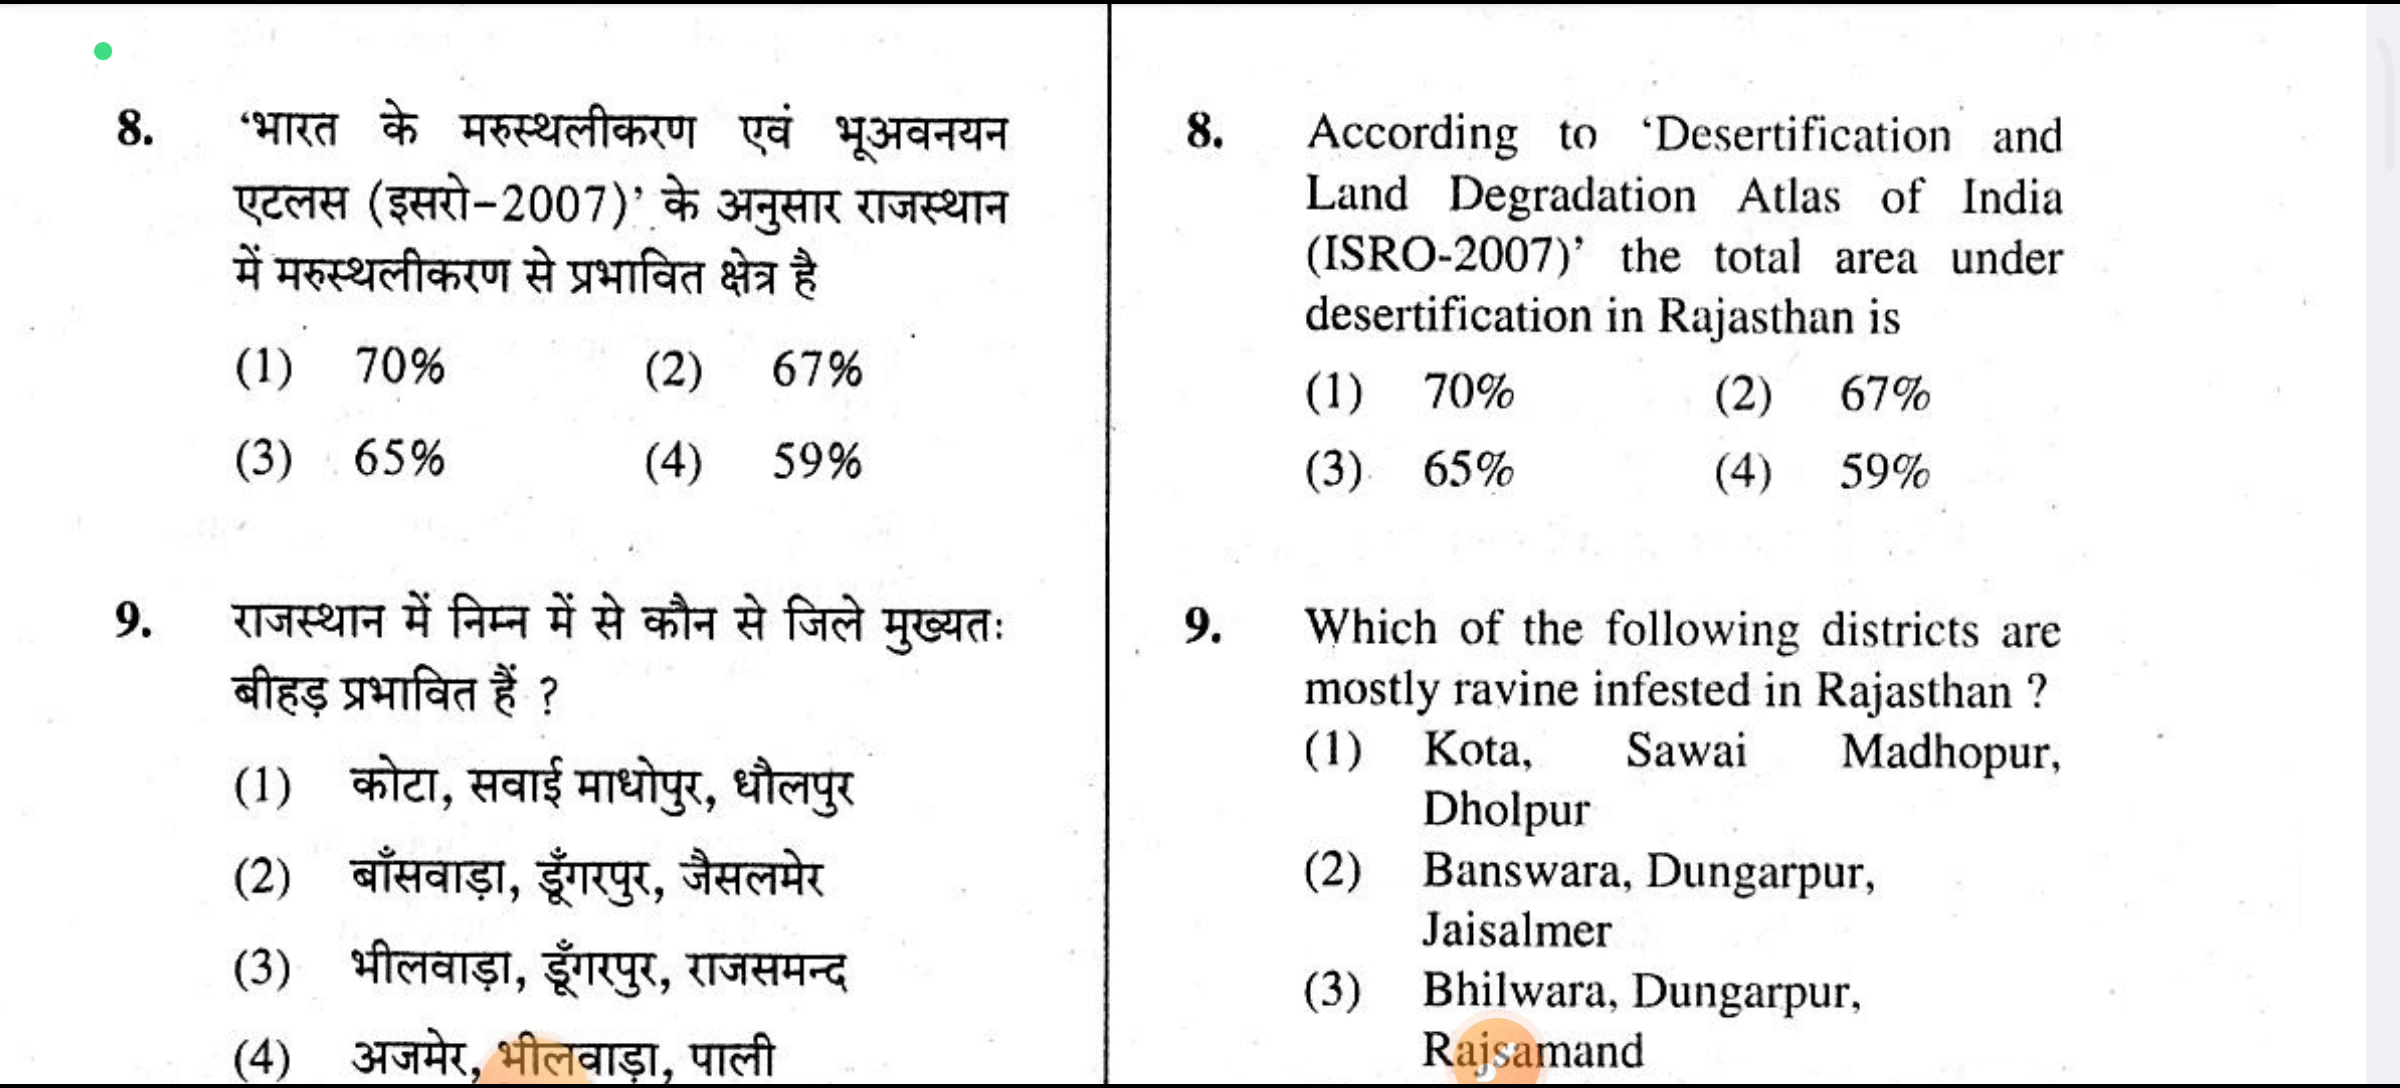 8. ‘भारत के मरुस्थलीकरण एवं भूअवनयन
एटलस (इसरो-2007)’ के अनुसार राजस्थान
में मरुस्थलीकरण से प्रभावित क्षेत्र है
(1) 70% (2) 67%
(3) 65% (4) 59%
9. राजस्थान में निम्न में से कौन से जिले मुख्यतः
बीहड़ प्रभावित हैं ?
(1) कोटा, सवाई माधोपुर, धौलपुर
(2) बाँसवाड़ा, डूँगरपुर, जैसलमेर
(3) भीलवाड़ा, डूँगरपुर, राजसमन्द
(4) अजमेर, भीलवाड़ा, पाली
8. According to ‘Desertification and
Land Degradation Atlas of India
(ISRO-2007)’ the total area under
desertification in Rajasthan is
(1) 70% (2) 67%
(3) 65% (4) 59%
9. Which of the following districts are
mostly ravine infested in Rajasthan ?
(1) Kota, Sawai Madhopur,
Dholpur
(2) Banswara, Dungarpur,
Jaisalmer
(3) Bhilwara, Dungarpur,
Rajsamand